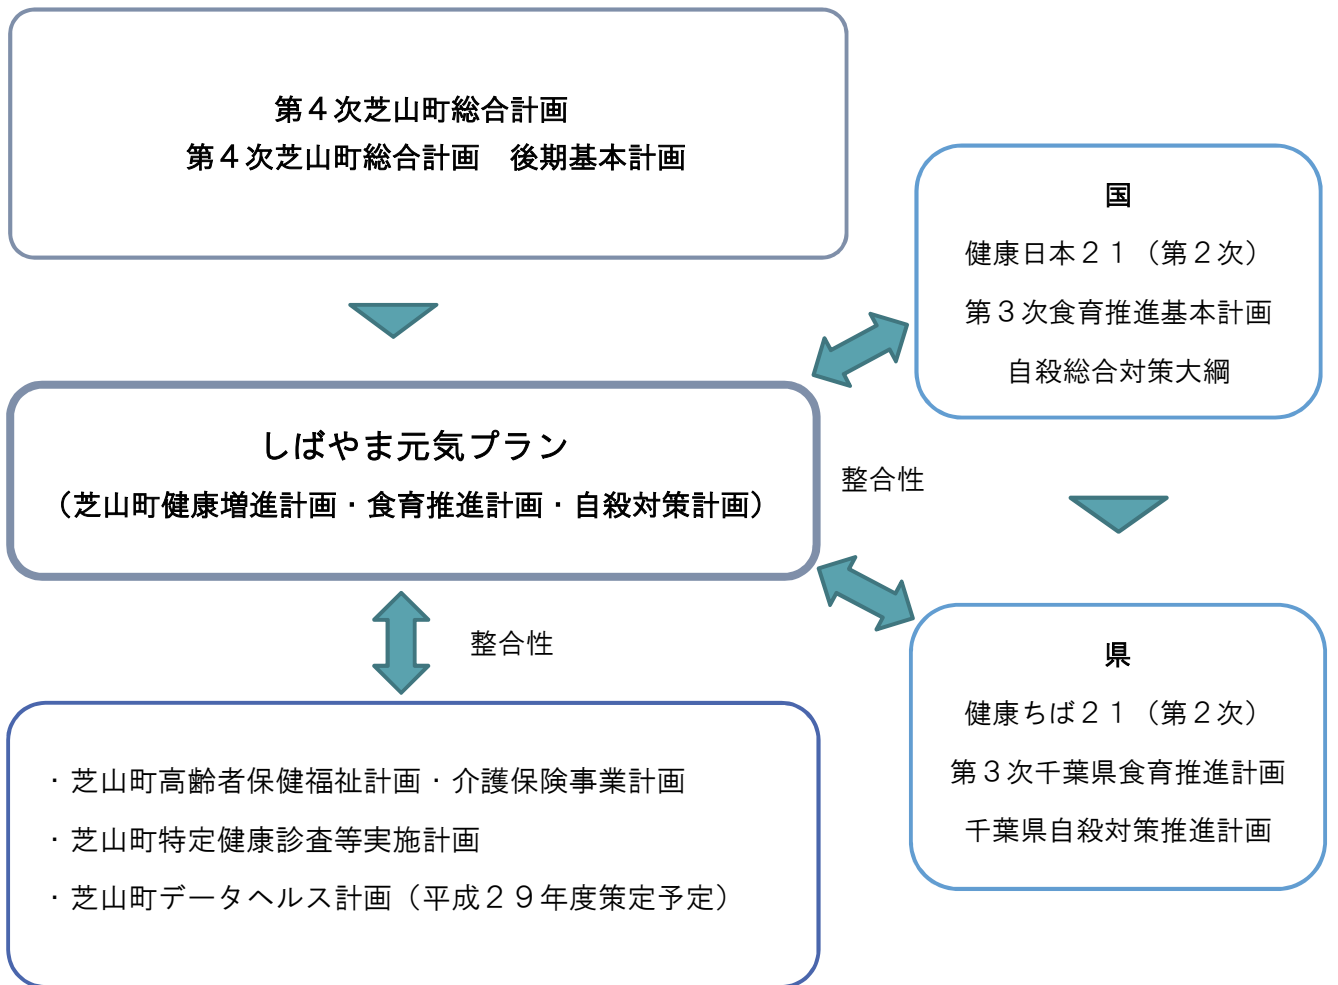 第４次芝山町総合計画
第４次芝山町総合計画　後期基本計画
国
健康日本２１（第２次）
第３次食育推進基本計画
自殺総合対策大綱
しばやま元気プラン
（芝山町健康増進計画・食育推進計画・自殺対策計画）
整合性
整合性
県
健康ちば２１（第２次）
第３次千葉県食育推進計画
千葉県自殺対策推進計画
・芝山町高齢者保健福祉計画・介護保険事業計画
・芝山町特定健康診査等実施計画
・芝山町データヘルス計画（平成２９年度策定予定）